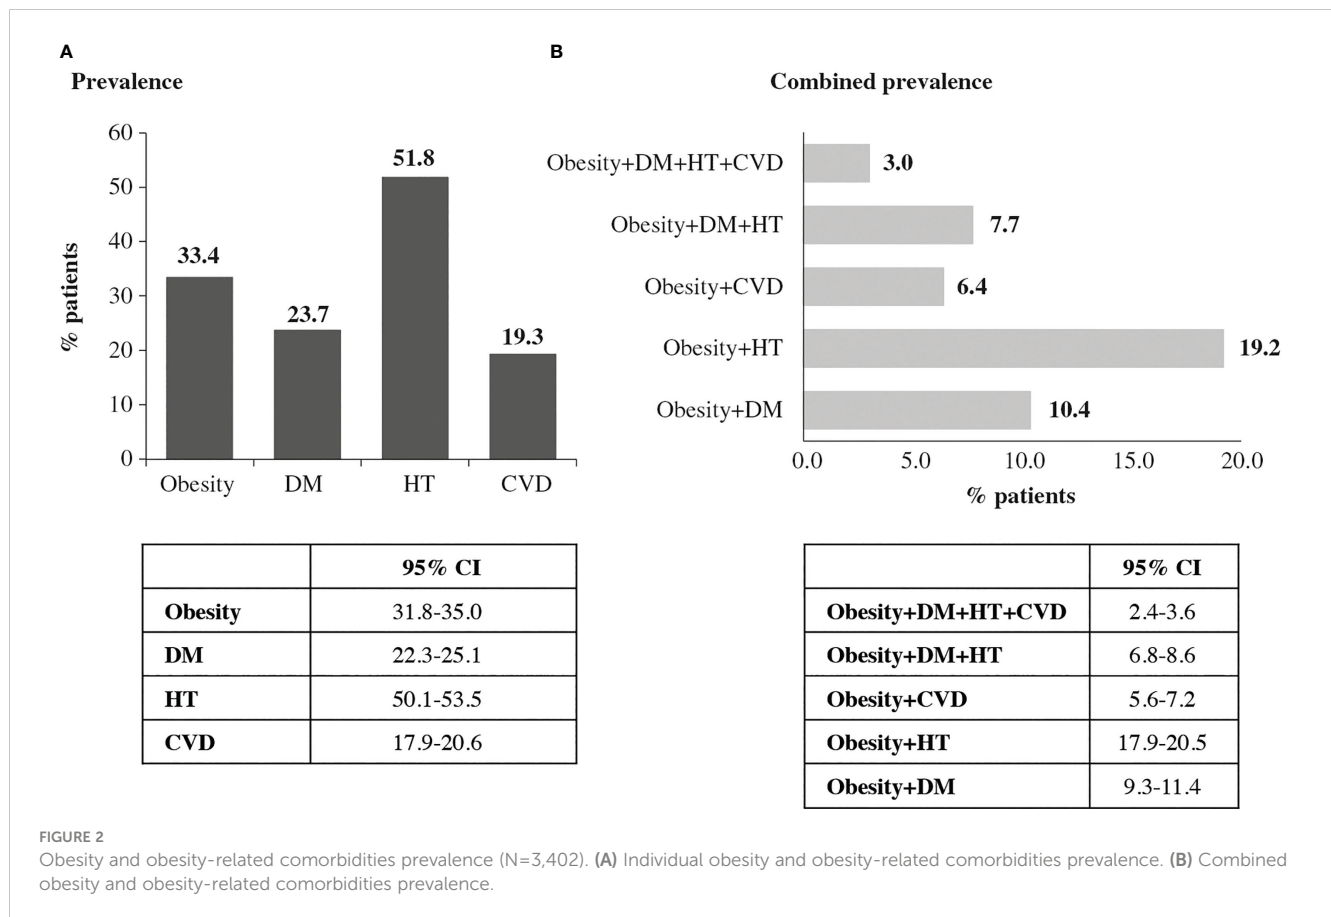 A
Prevalence
60
50
40
30
20
10
0
% patients
33.4
23.7
51.8
19.3
Obesity DM HT CVD
95% CI
Obesity 31.8-35.0
DM 22.3-25.1
HT 50.1-53.5
CVD 17.9-20.6
B
Combined prevalence
Obesity+DM+HT+CVD 3.0
Obesity+DM+HT 7.7
Obesity+CVD 6.4
Obesity+HT 19.2
Obesity+DM 10.4
0.0 5.0 10.0 15.0 20.0
% patients
95% CI
Obesity+DM+HT+CVD 2.4-3.6
Obesity+DM+HT 6.8-8.6
Obesity+CVD 5.6-7.2
Obesity+HT 17.9-20.5
Obesity+DM 9.3-11.4
FIGURE 2
Obesity and obesity-related comorbidities prevalence (N=3,402). (A) Individual obesity and obesity-related comorbidities prevalence. (B) Combined
obesity and obesity-related comorbidities prevalence.